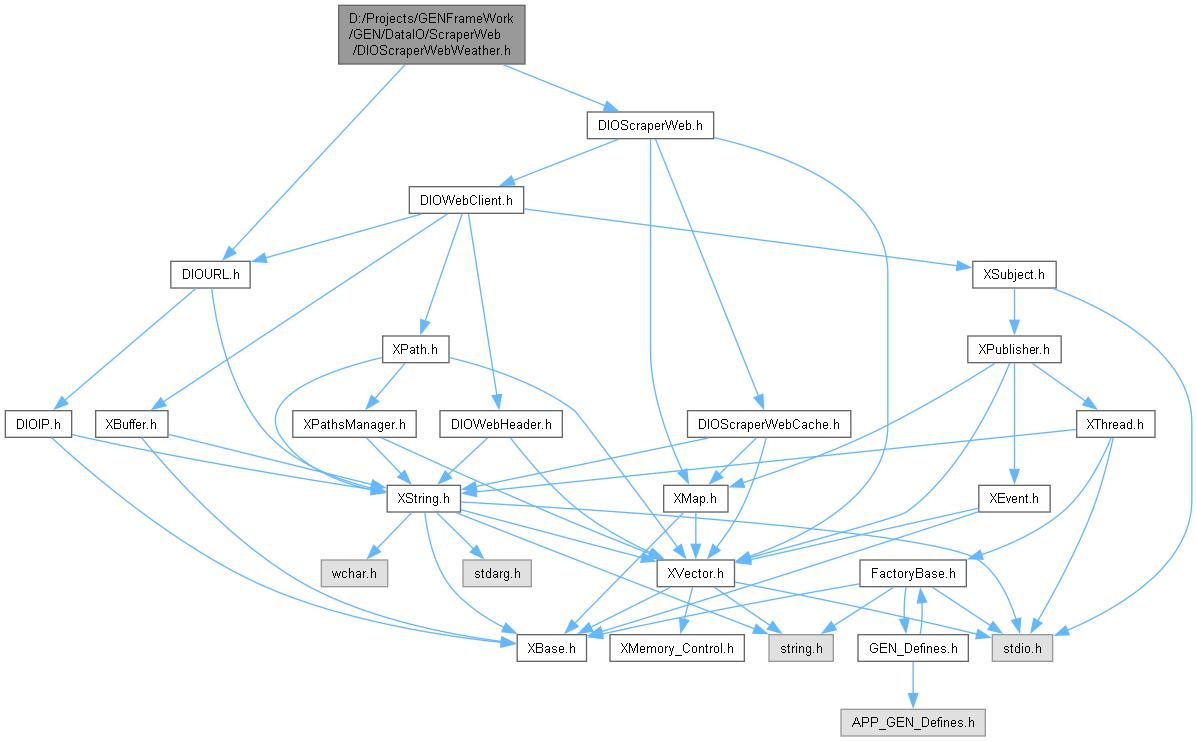 D:/Projects/GENFrameWork
/GEN/DataIO/ScraperWeb
/DIOScraperWebWeather.h
DIOScraperWeb.h
DIOWebClient.h
DIOURL.h
XSubject.h
XPath.h
XPublisher.h
DIOIP.h
XBuffer.h
XPathsManager.h
DIOWebHeader.h
DIOScraperWebCache.h
XThread.h
XString.h
XMap.h
XEvent.h
wchar.h
stdarg.h
XVector.h
FactoryBase.h
XBase.h
XMemory_Control.h
string.h
GEN_Defines.h
stdio.h
APP_GEN_Defines.h